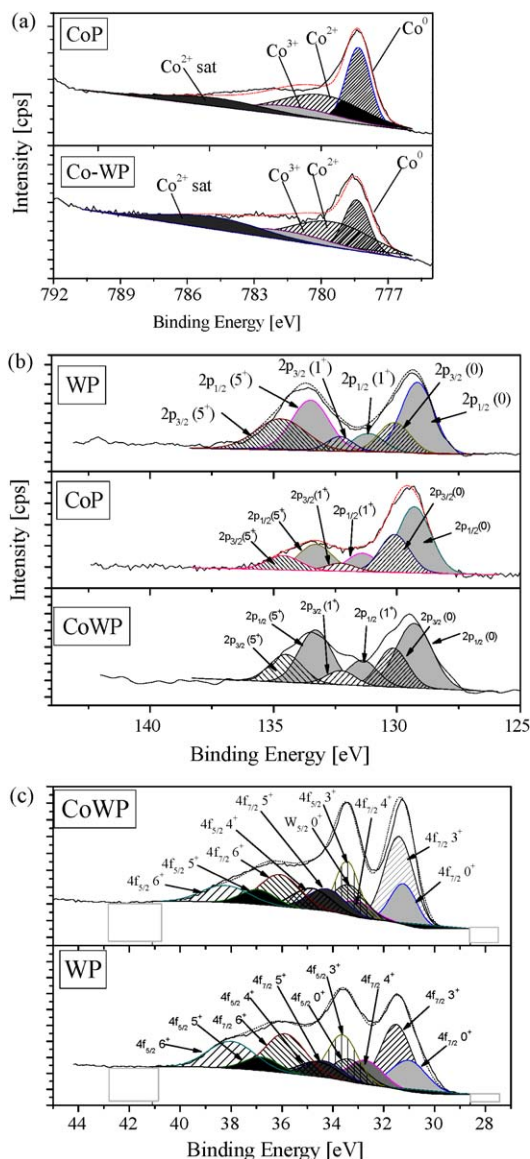 (a)
CoP
Co²⁺ sat
Co³⁺
Co²⁺
Co⁰
Co-WP
Co²⁺ sat
Co³⁺
Co²⁺
Co⁰
Intensity [cps]
792 789 786 783 780 777
Binding Energy [eV]
(b)
WP
2p3/2 (5⁺)
2p1/2 (5⁺)
2p3/2 (1⁺)
2p1/2 (1⁺)
2p3/2 (0)
2p1/2 (0)
CoP
2p3/2(5⁺)
2p1/2(5⁺)
2p3/2(1⁺)
2p1/2(1⁺)
2p3/2(0)
2p1/2(0)
CoWP
2p3/2 (5⁺)
2p1/2 (5⁺)
2p3/2 (1⁺)
2p1/2 (1⁺)
2p3/2 (0)
2p1/2 (0)
Intensity [cps]
140 135 130 125
Binding Energy [eV]
(c)
CoWP
4f5/2 6⁺
4f5/2 5⁺
4f7/2 6⁺
4f5/2 4⁺
4f7/2 5⁺
W5/2 0⁺
4f5/2 3⁺
4f7/2 4⁺
4f7/2 3⁺
4f7/2 0⁺
WP
4f5/2 6⁺
4f5/2 5⁺
4f7/2 6⁺
4f5/2 4⁺
4f7/2 5⁺
4f5/2 0⁺
4f5/2 3⁺
4f7/2 4⁺
4f7/2 3⁺
4f7/2 0⁺
Intensity [cps]
44 42 40 38 36 34 32 30 28
Binding Energy [eV]